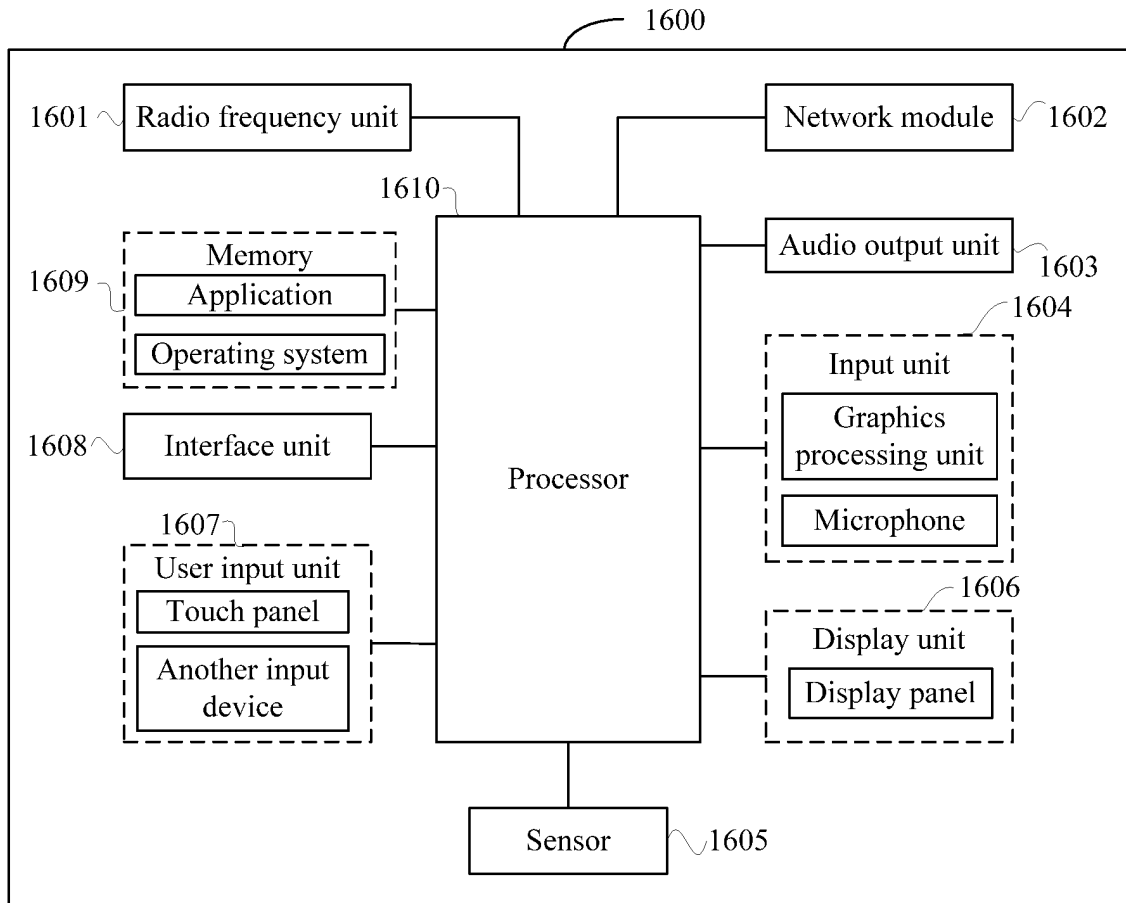 1600
1601
Radio frequency unit
Network module
1602
1610
Memory
Application
Operating system
1609
Audio output unit
1603
1604
Input unit
Graphics
processing unit
Microphone
1608
Interface unit
Processor
1607
User input unit
Touch panel
Another input
device
1606
Display unit
Display panel
Sensor
1605